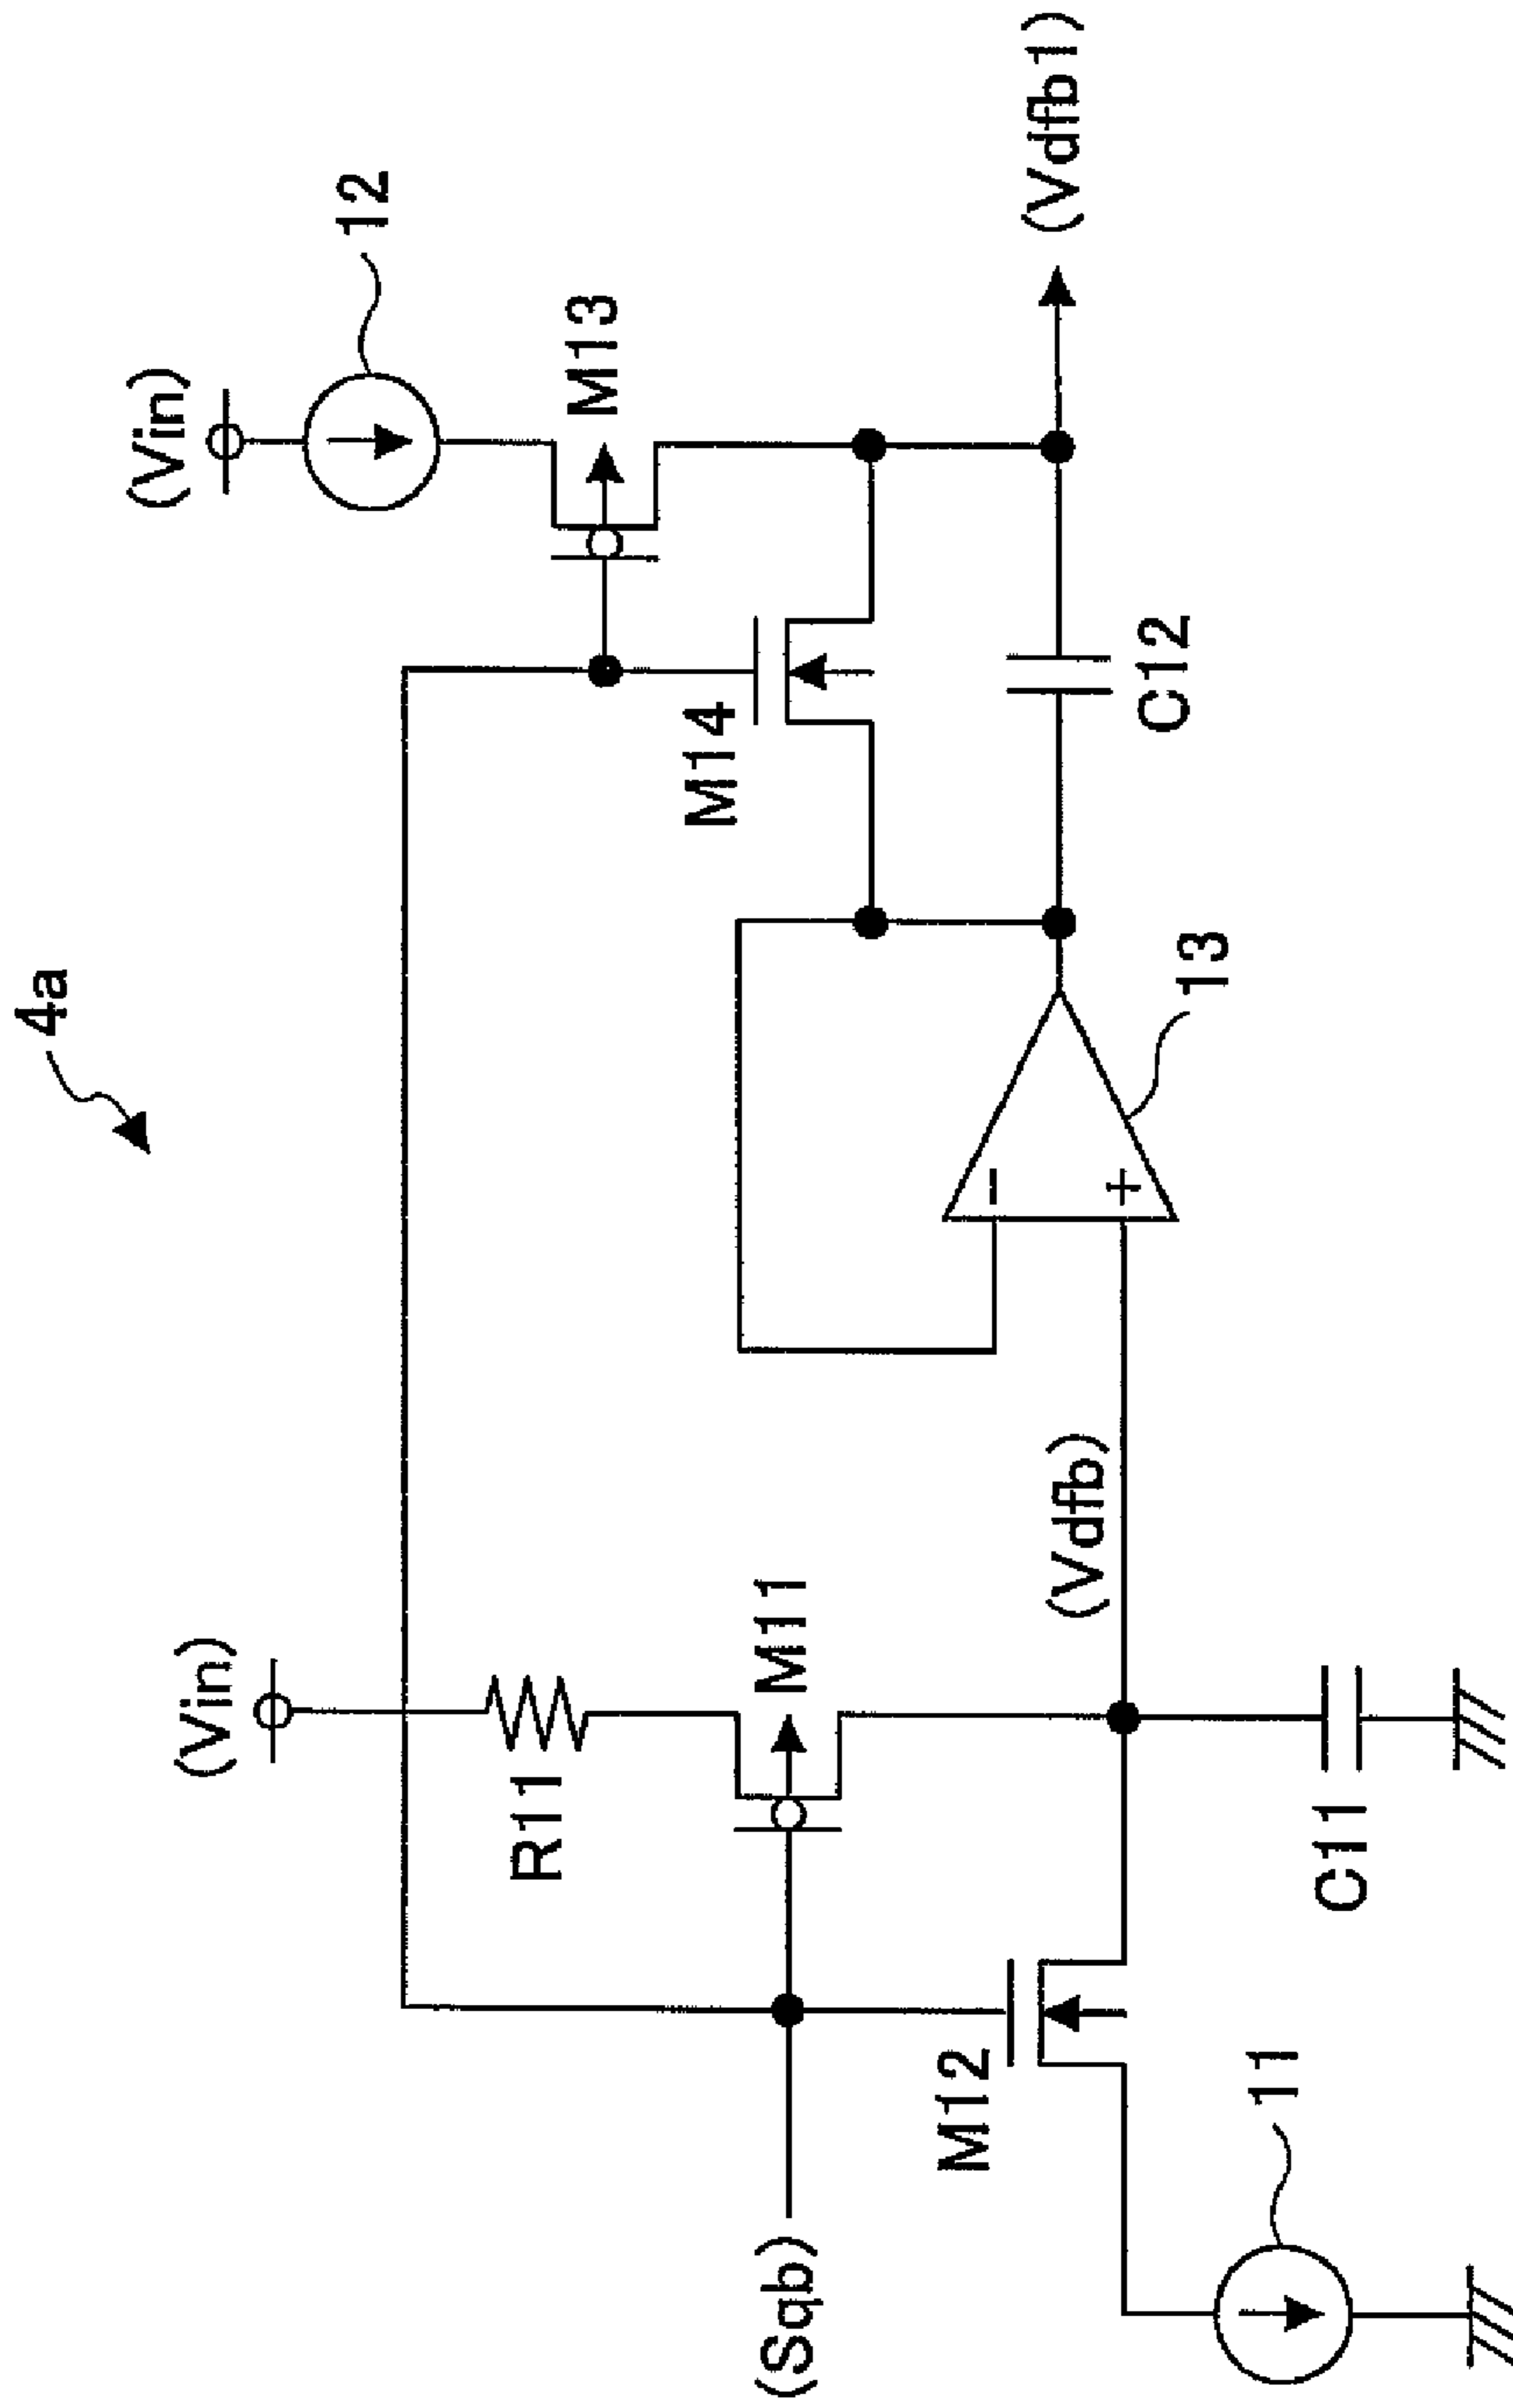 4a
(Vin)
(Vin)
12
R11
M11
M13
M14
(Sqb)
M12
(Vdfb)
13
C12
(Vdfb1)
11
C11
-
+